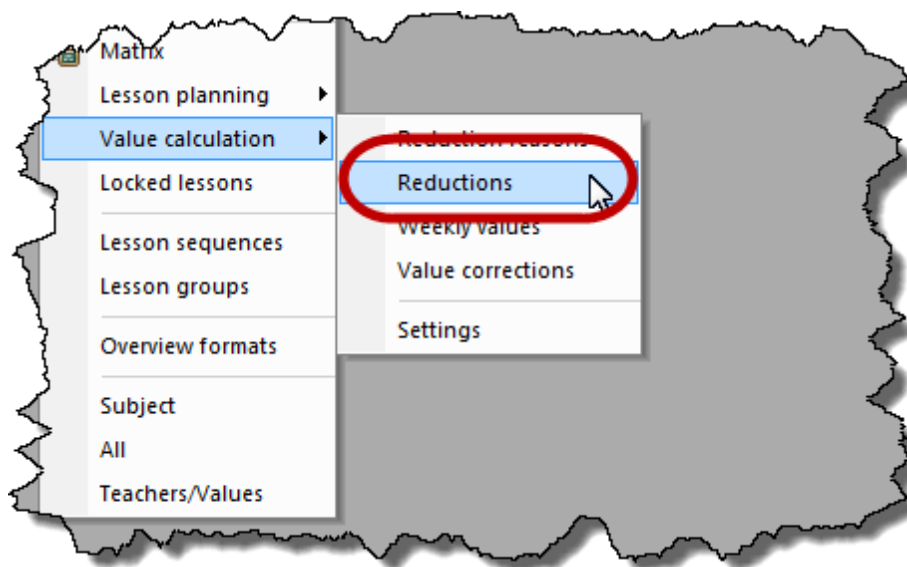 Matrix
Lesson planning
Value calculation
Locked lessons
Lesson sequences
Lesson groups
Overview formats
Subject
All
Teachers/Values
Reduction reasons
Reductions
Weekly values
Value corrections
Settings